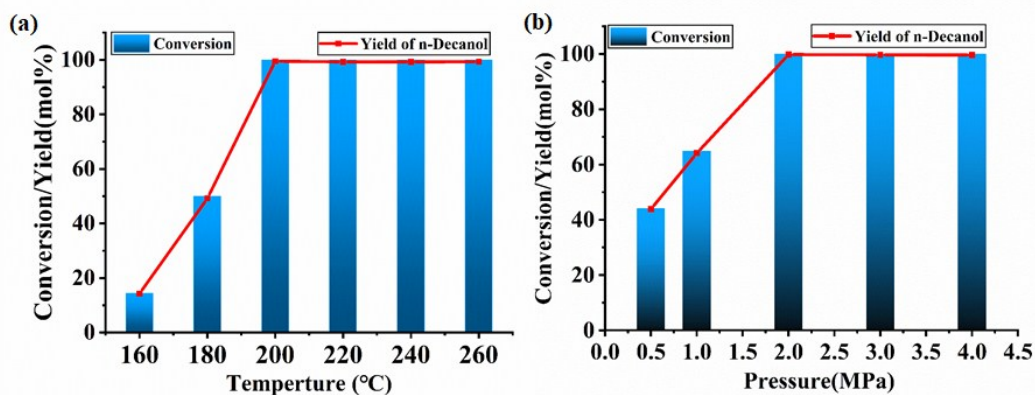 (a)
Conversion
Yield of n-Decanol
Conversion/Yield(mol%)
100
80
60
40
20
0
160 180 200 220 240 260
Temperture (℃)
(b)
Conversion
Yield of n-Decanol
Conversion/Yield(mol%)
100
80
60
40
20
0
0.0 0.5 1.0 1.5 2.0 2.5 3.0 3.5 4.0 4.5
Pressure(MPa)